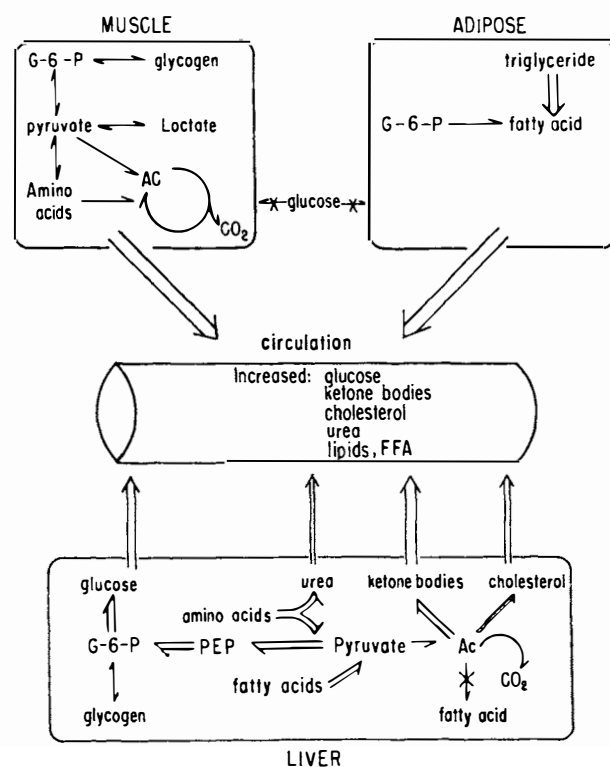 MUSCLE
G-6-P glycogen
pyruvate Loctate
AC
Amino
acids
CO₂
ADIPOSE
triglyceride
G-6-P fatty acid
glucose
circulation
Increased: glucose
ketone bodies
cholesterol
urea
lipids, FFA
glucose urea ketone bodies cholesterol
amino acids
G-6-P PEP Pyruvate Ac
fatty acids CO₂
glycogen fatty acid
LIVER